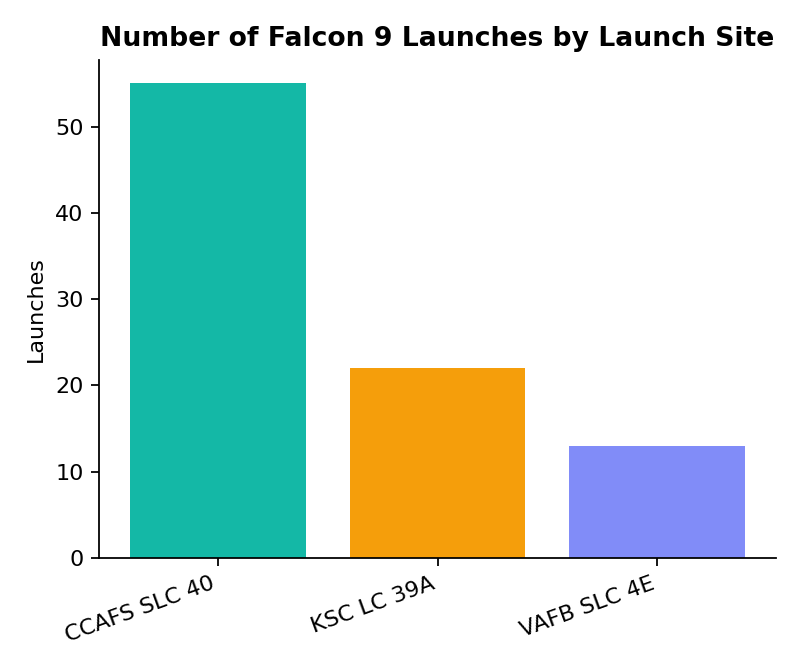 Number of Falcon 9 Launches by Launch Site
Launches
50
40
30
20
10
0
CCAFS SLC 40
KSC LC 39A
VAFB SLC 4E